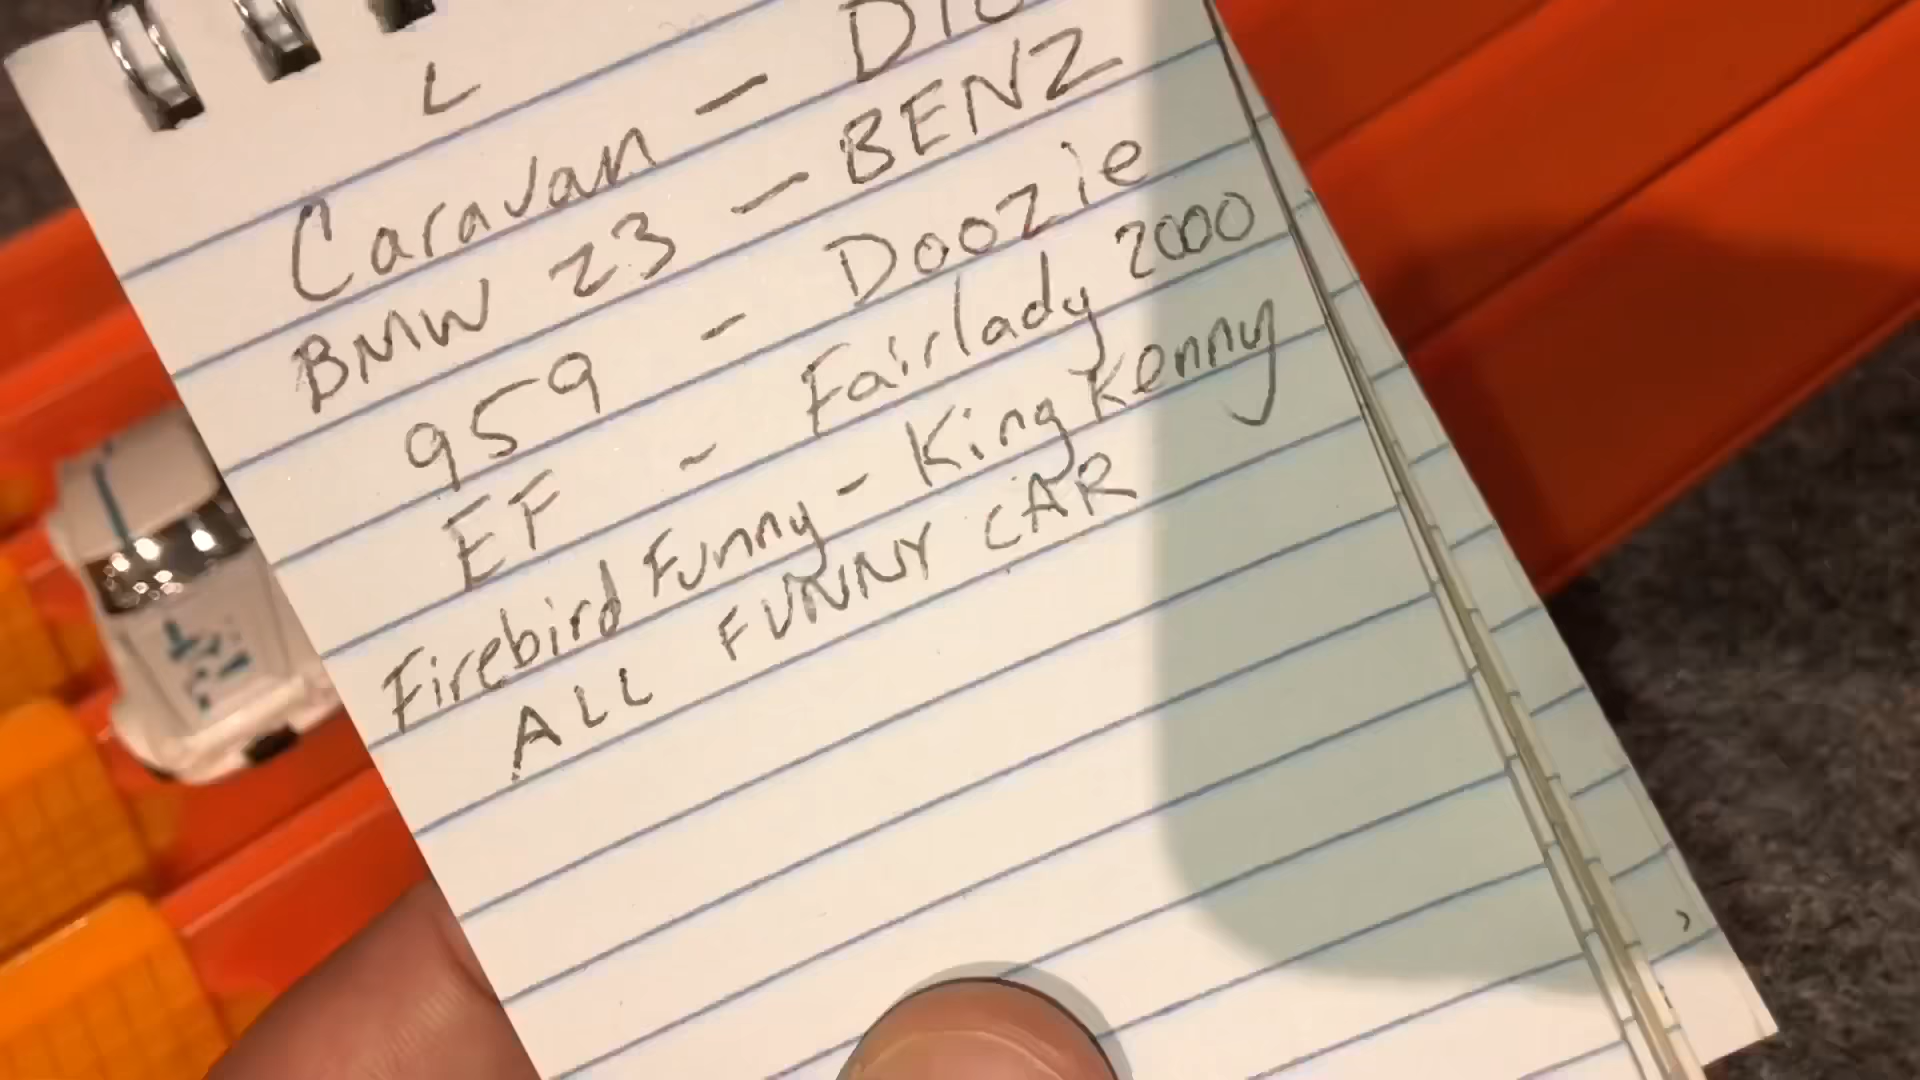 L
Caravan -
BMW Z3 - BENZ
959 - Doozie
EF - Fairlady 2000
Firebird Funny - King Kenny
ALL FUNNY CAR